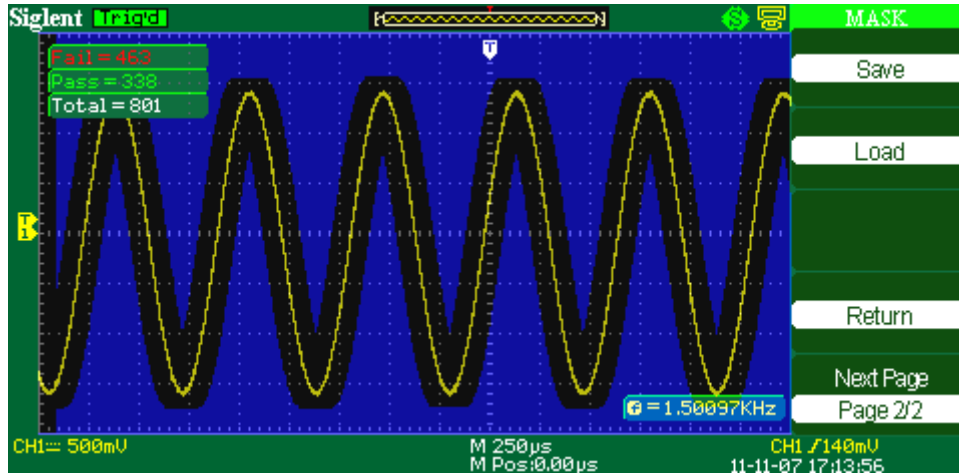 Siglent Trig'd
MASK
T
Fail = 463
Pass = 338
Total = 801
Save
Load
T
1
Return
Next Page
Page 2/2
f = 1.50097KHz
CH1 500mV
M 250µs
CH1 140mV
M Pos:0.00µs
11-11-07 17:13:56